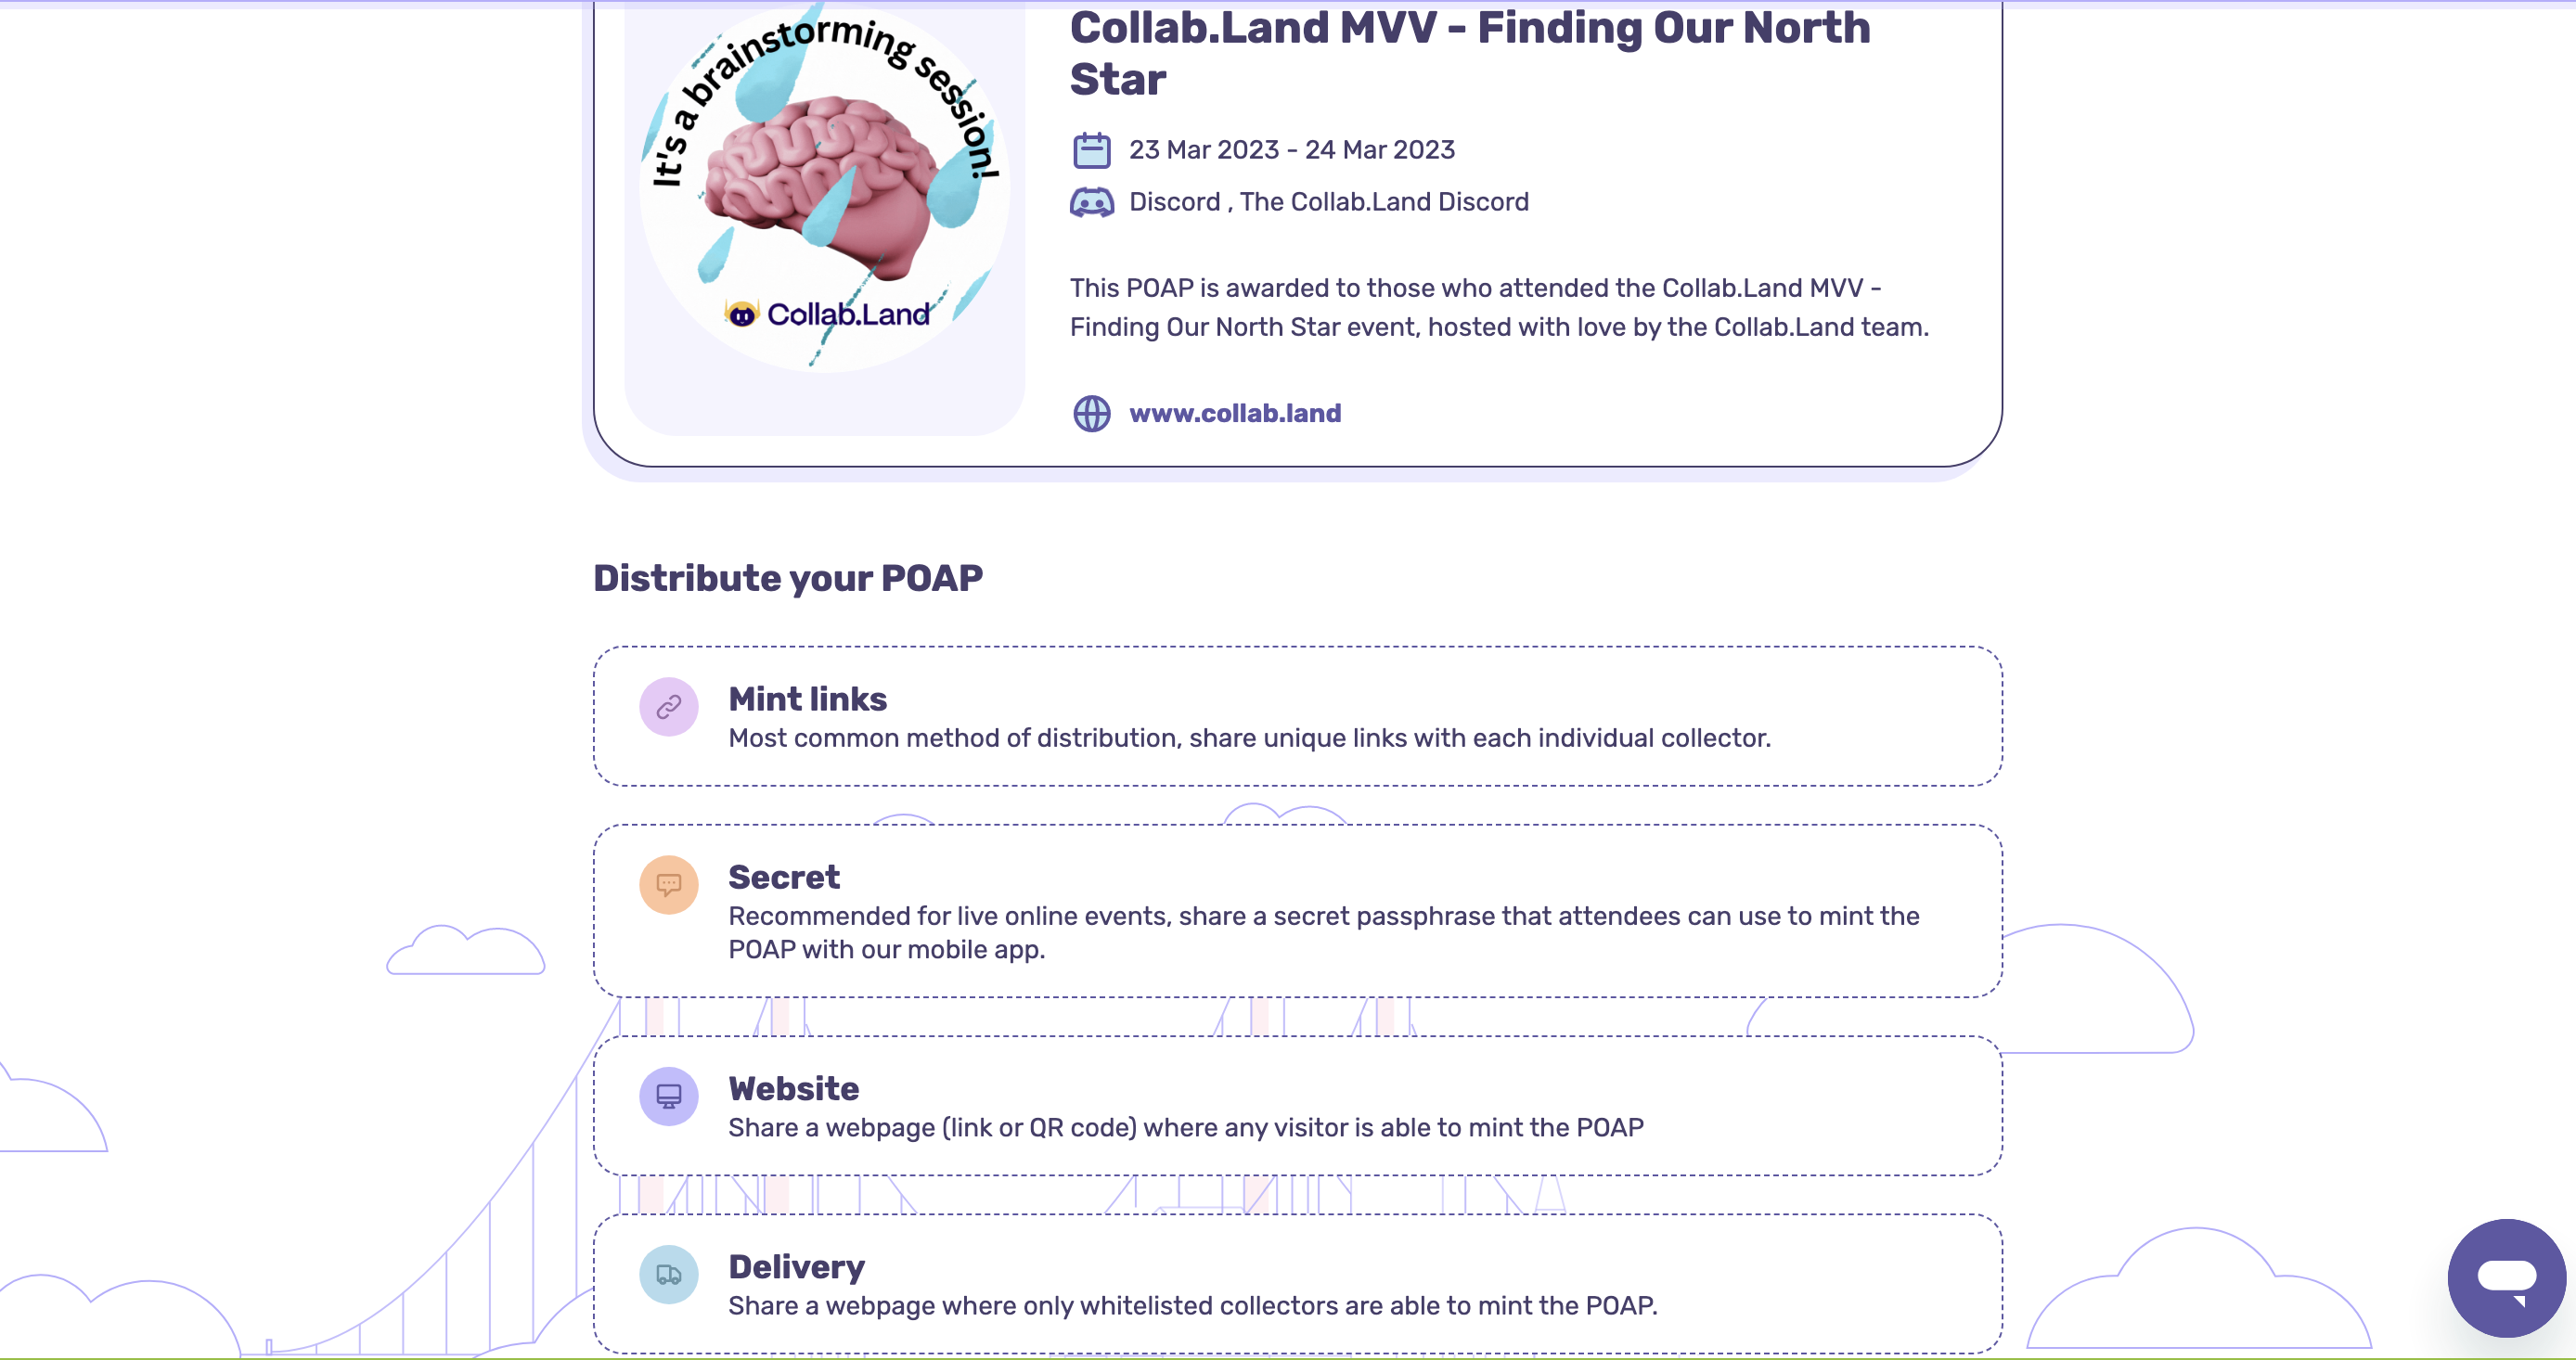 It's a brainstorming session!
Collab.Land
Collab.Land MVV - Finding Our North
Star
23 Mar 2023 - 24 Mar 2023
Discord , The Collab.Land Discord
This POAP is awarded to those who attended the Collab.Land MVV -
Finding Our North Star event, hosted with love by the Collab.Land team.
www.collab.land
Distribute your POAP
Mint links
Most common method of distribution, share unique links with each individual collector.
Secret
Recommended for live online events, share a secret passphrase that attendees can use to mint the
POAP with our mobile app.
Website
Share a webpage (link or QR code) where any visitor is able to mint the POAP
Delivery
Share a webpage where only whitelisted collectors are able to mint the POAP.